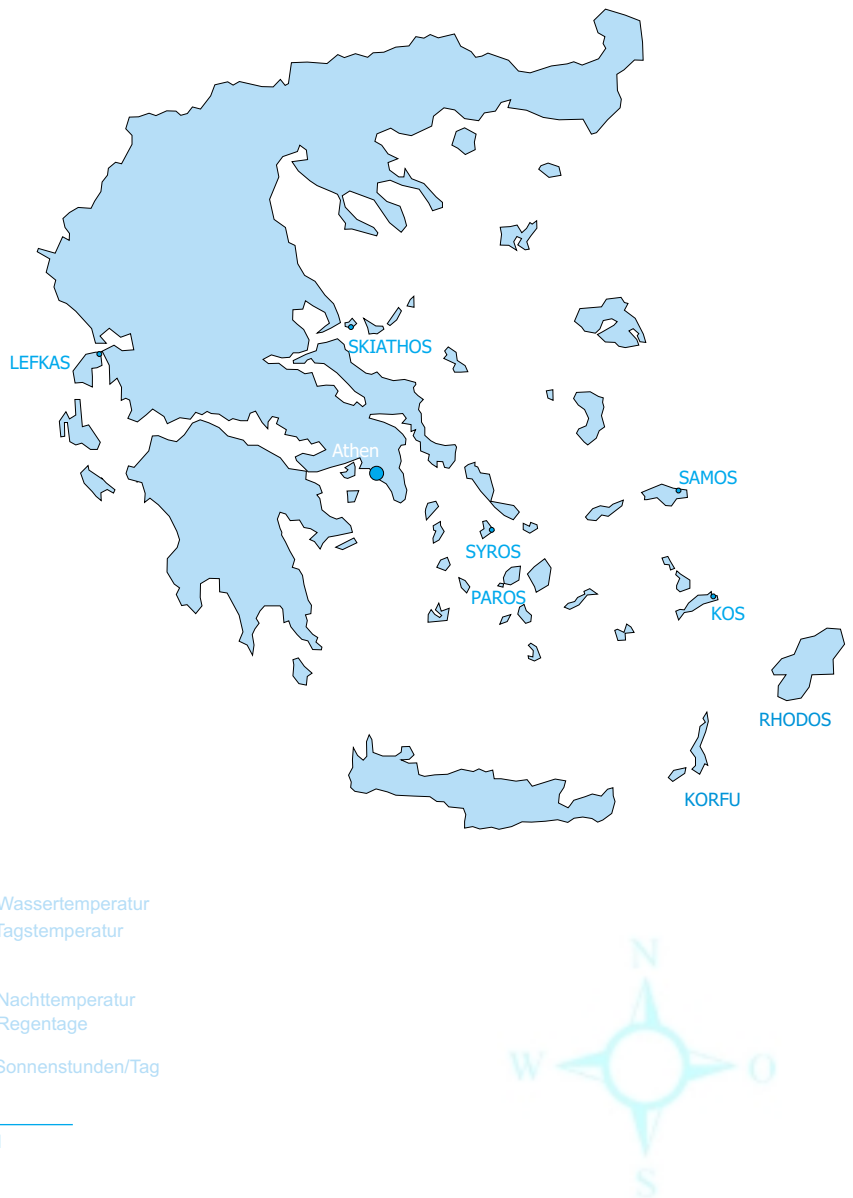 SKIATHOS
LEFKAS
Athen
SAMOS
SYROS
PAROS
KOS
RHODOS
KORFU
Wassertemperatur
Tagstemperatur
Nachttemperatur
Regentage
Sonnenstunden/Tag
N
W
O
S